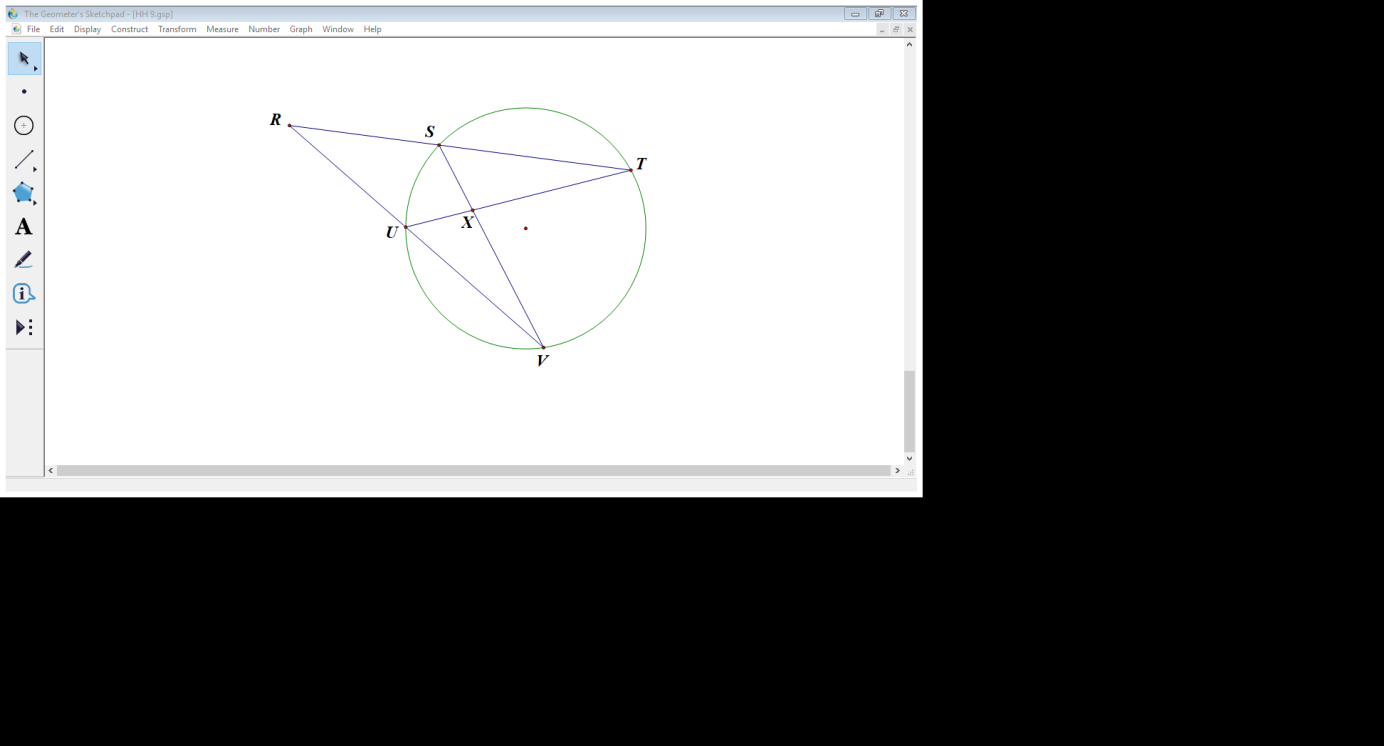 The Geometer's Sketchpad - [HH 9.gsp]
File Edit Display Construct Transform Measure Number Graph Window Help
R
S
T
U
X
V
A